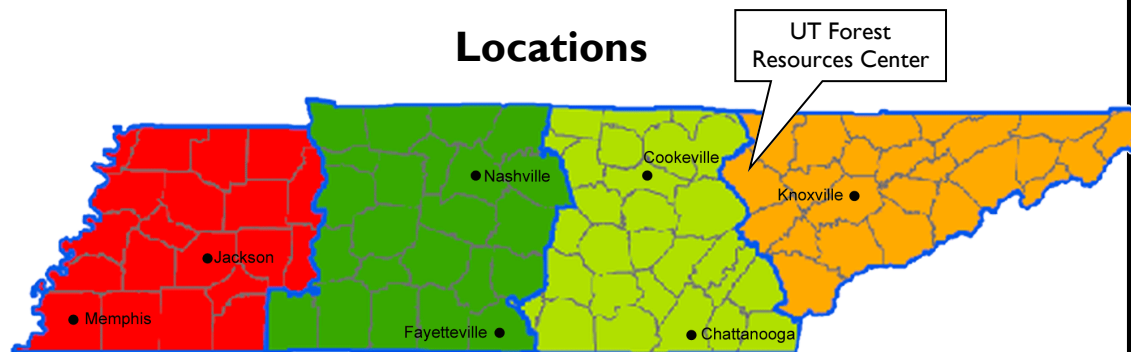 Locations
UT Forest
Resources Center
Cookeville
Nashville
Knoxville
Jackson
Memphis
Fayetteville
Chattanooga